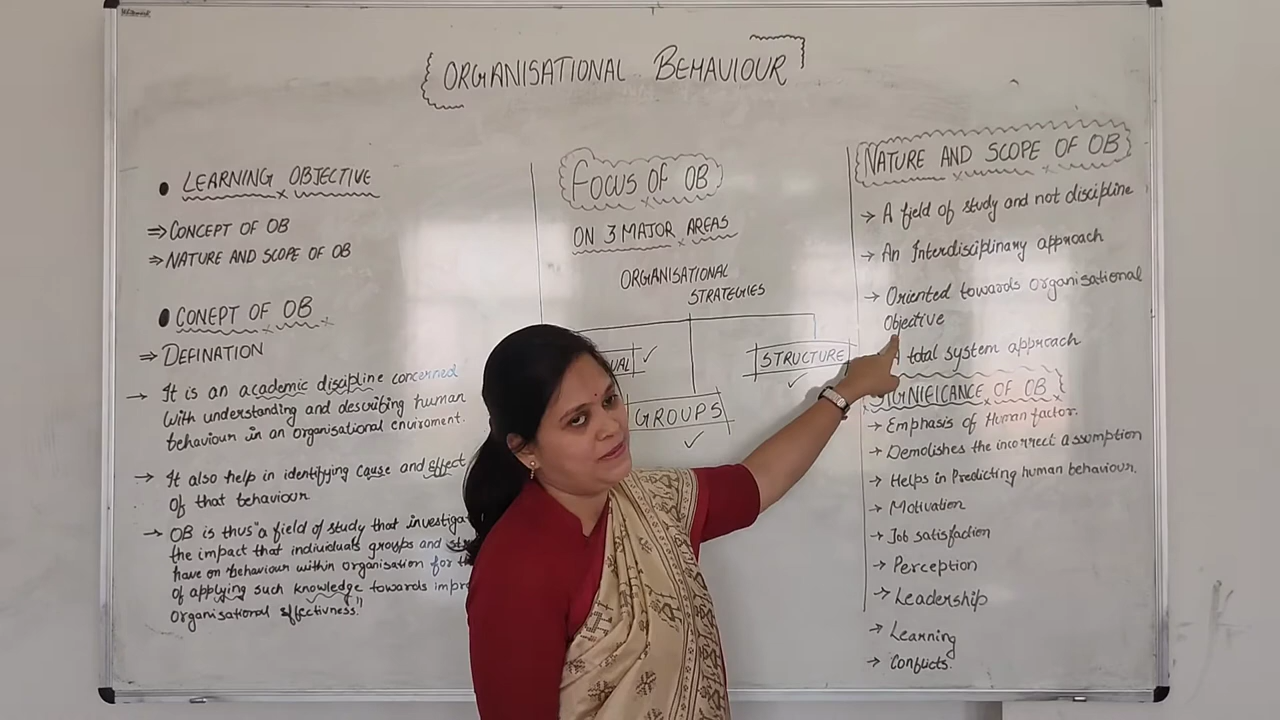 ORGANISATIONAL BEHAVIOUR
LEARNING OBJECTIVE
⇒ CONCEPT OF OB
⇒ NATURE AND SCOPE OF OB
CONEPT OF OB
⇒ DEFINATION
→ It is an academic discipline concerned
with understanding and describing human
behaviour in an organisational enviroment.
→ It also help in identifying cause and effect
of that behaviour
→ OB is thus "a field of study that investiga
the impact that individuals groups and
have on behaviour within organisation for
of applying such knowledge towards
organisational effectivness."
FOCUS OF OB
ON 3 MAJOR AREAS
ORGANISATIONAL
STRATEGIES
UAL ✓
GROUPS
✓
STRUCTURE
✓
NATURE AND SCOPE OF OB
→ A field of study and not discipline
→ An Interdisciplinary approach
→ Oriented towards organisational
Objective
total system approach
SIGNIFICANCE OF OB
→ Emphasis of Human factor.
→ Demolishes the incorrect assumption
→ Helps in Predicting human behaviour.
→ Motivation
→ Job satisfaction
→ Perception
→ Leadership
→ Learning
→ Conflicts.